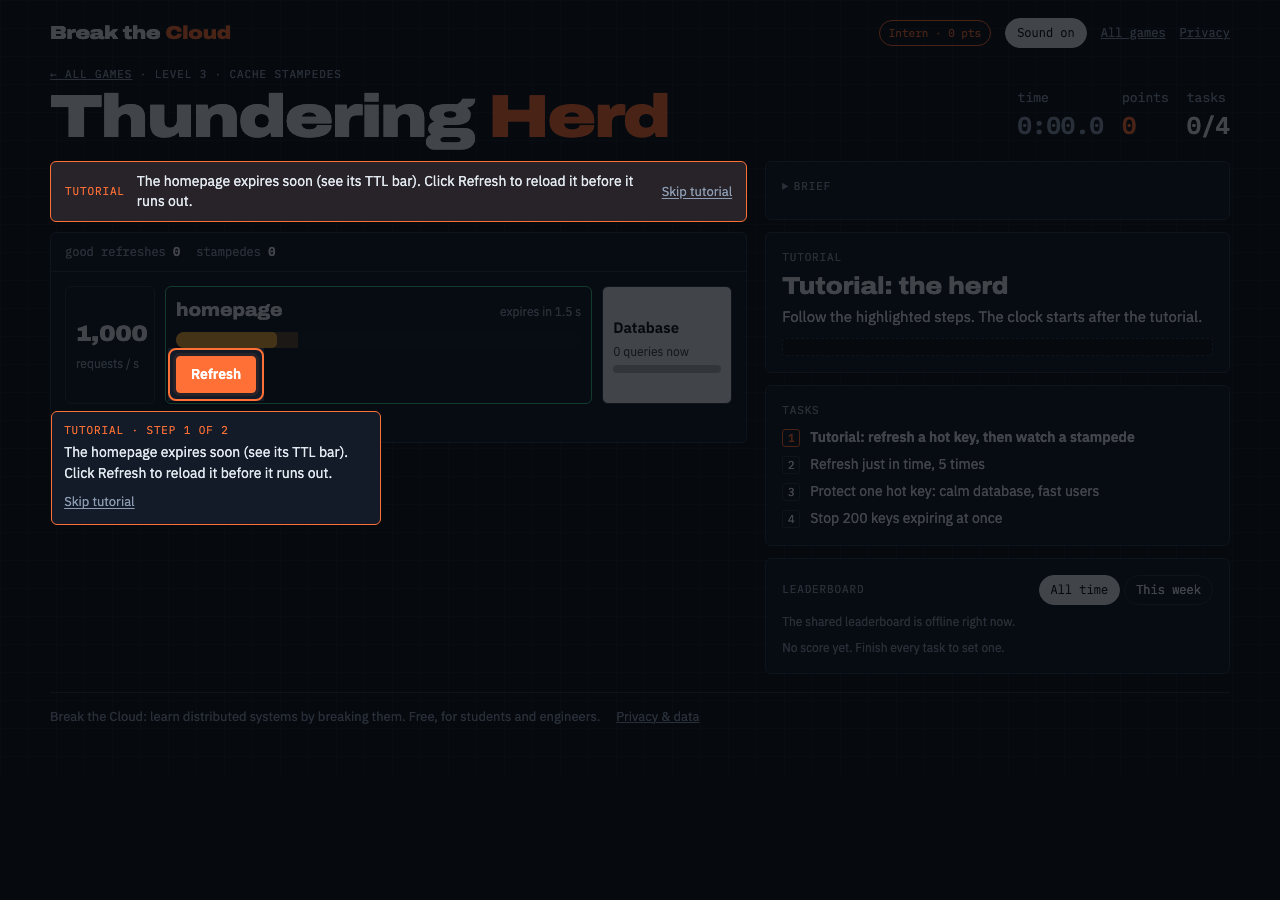 Break the Cloud
Intern · 0 pts
Sound on
All games
Privacy
← ALL GAMES · LEVEL 3 · CACHE STAMPEDES
Thundering Herd
time
points
tasks
0:00.0
0
0/4
TUTORIAL
The homepage expires soon (see its TTL bar). Click Refresh to reload it before it
runs out.
Skip tutorial
good refreshes 0 stampedes 0
1,000
requests / s
homepage
expires in 1.5 s
Refresh
Database
0 queries now
TUTORIAL · STEP 1 OF 2
The homepage expires soon (see its TTL bar).
Click Refresh to reload it before it runs out.
Skip tutorial
▶ BRIEF
TUTORIAL
Tutorial: the herd
Follow the highlighted steps. The clock starts after the tutorial.
TASKS
1 Tutorial: refresh a hot key, then watch a stampede
2 Refresh just in time, 5 times
3 Protect one hot key: calm database, fast users
4 Stop 200 keys expiring at once
LEADERBOARD
All time
This week
The shared leaderboard is offline right now.
No score yet. Finish every task to set one.
Break the Cloud: learn distributed systems by breaking them. Free, for students and engineers.
Privacy & data